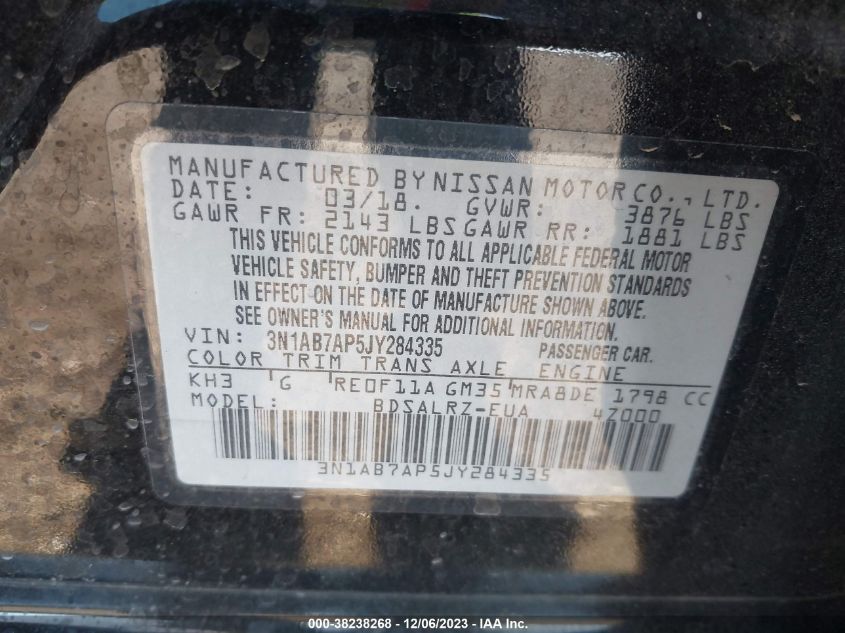 MANUFACTURED BY NISSAN MOTOR CO., LTD.
DATE: 03/18. GVWR: 3876 LBS
GAWR FR: 2143 LBS GAWR RR: 1881 LBS
THIS VEHICLE CONFORMS TO ALL APPLICABLE FEDERAL MOTOR
VEHICLE SAFETY, BUMPER AND THEFT PREVENTION STANDARDS
IN EFFECT ON THE DATE OF MANUFACTURE SHOWN ABOVE.
SEE OWNER'S MANUAL FOR ADDITIONAL INFORMATION.
VIN: 3N1AB7AP5JY284335 PASSENGER CAR.
COLOR TRIM TRANS AXLE ENGINE
KH3 G RE0F11A GM35 MRA8DE 1798 CC
MODEL: BDSALRZ-EUA 4Z000
3N1AB7AP5JY284335
000-38238268 - 12/06/2023 - IAA Inc.